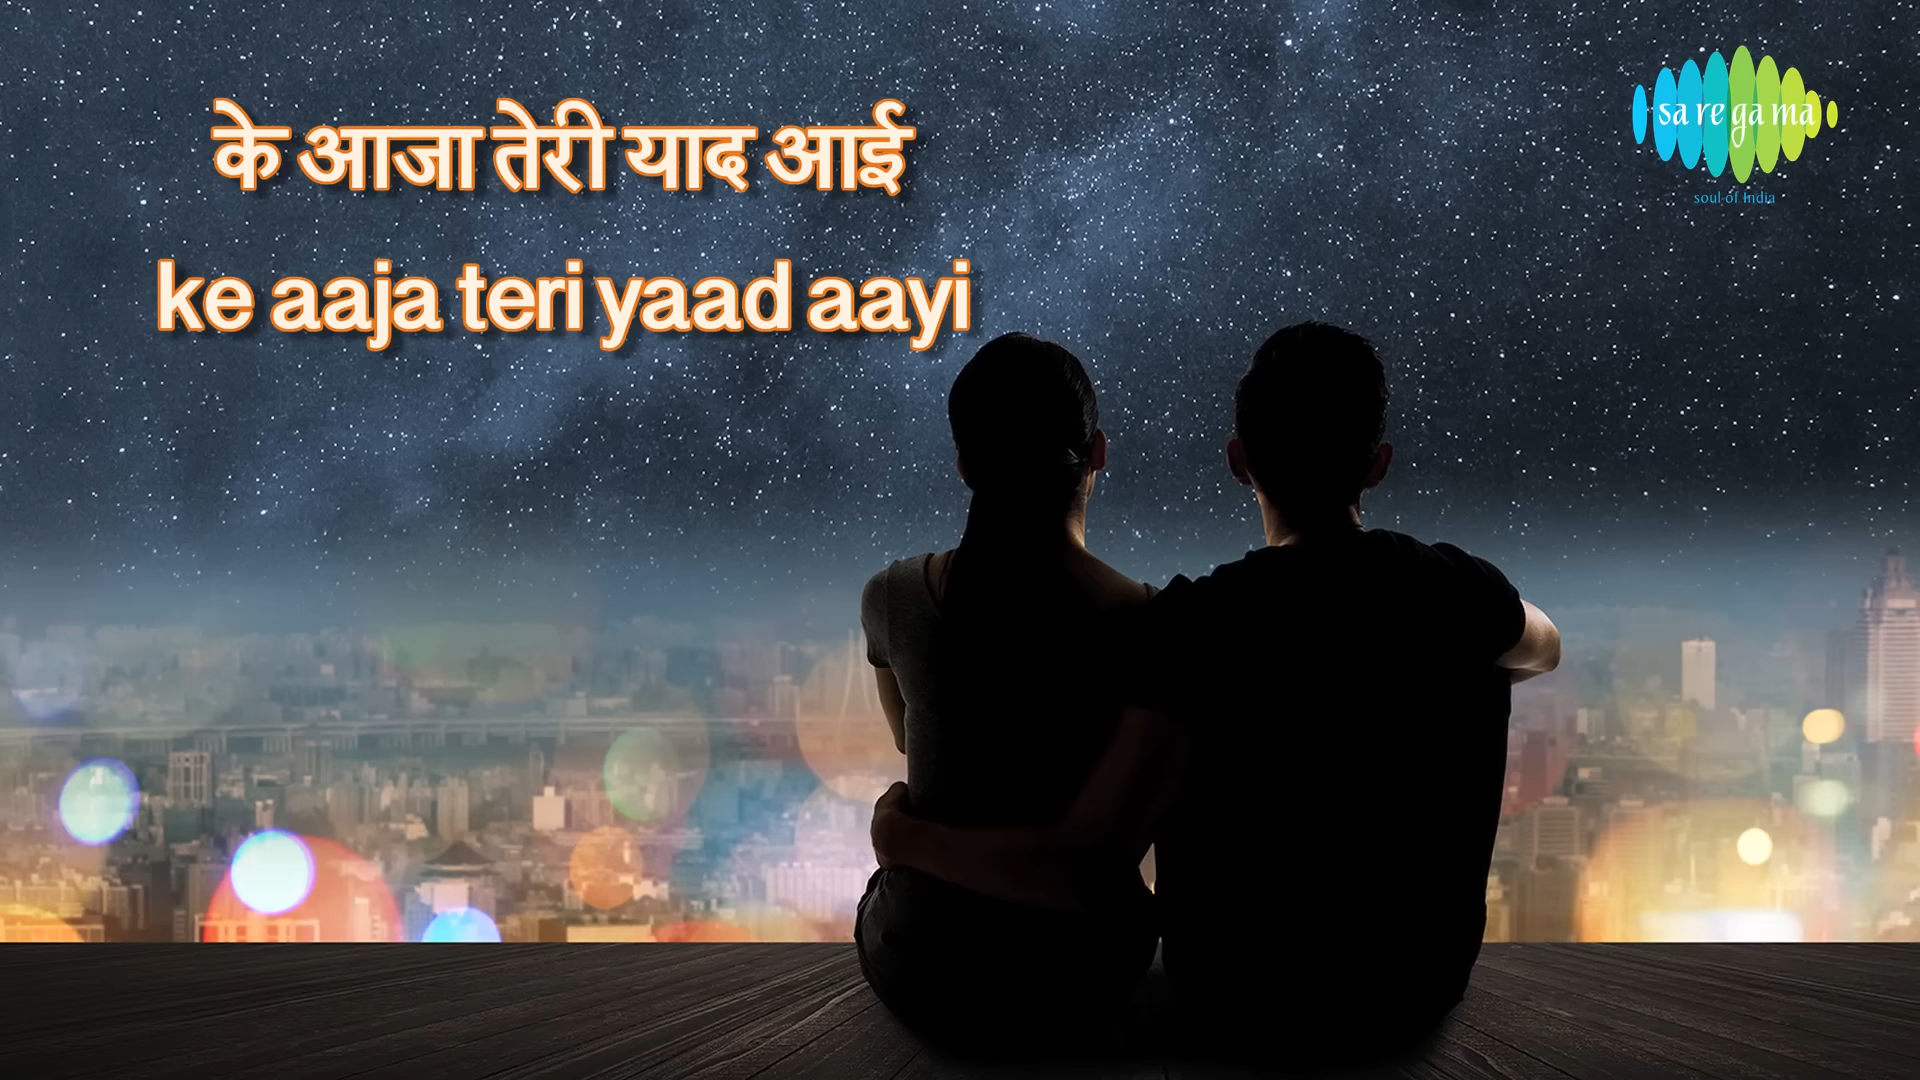 के आजा तेरी याद आई
ke aaja teri yaad aayi
sa re ga ma
soul of India